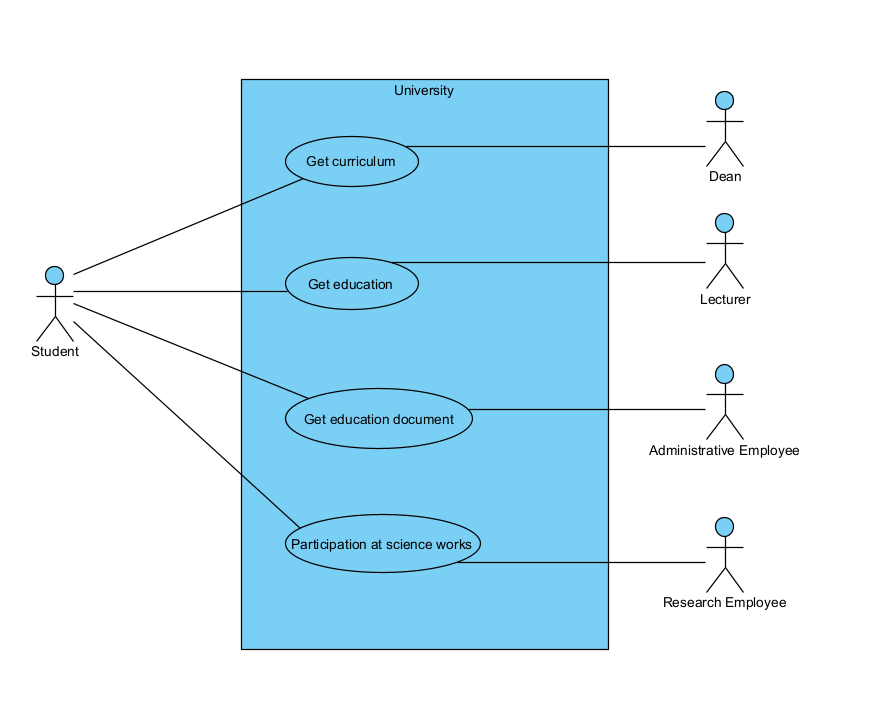 University
Get curriculum
Dean
Get education
Lecturer
Student
Get education document
Administrative Employee
Participation at science works
Research Employee